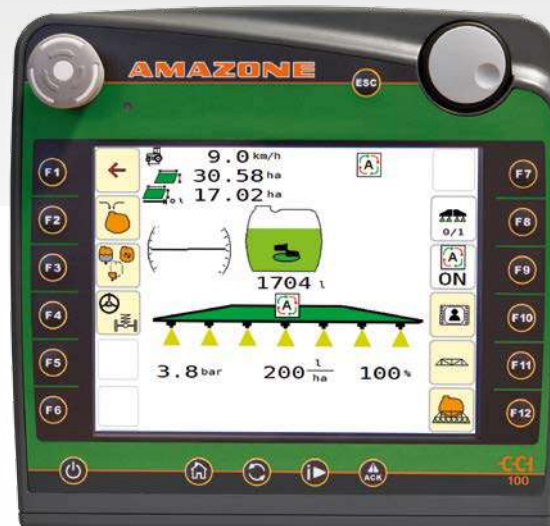 AMAZONE
ESC
F1
F2
F3
F4
F5
F6
9.0 km/h
30.58 ha
17.02 ha
1704 l
A
A
A
ON
0/1
3.8 bar
200 l/ha
100 %
F7
F8
F9
F10
F11
F12
ACK
CCI
100